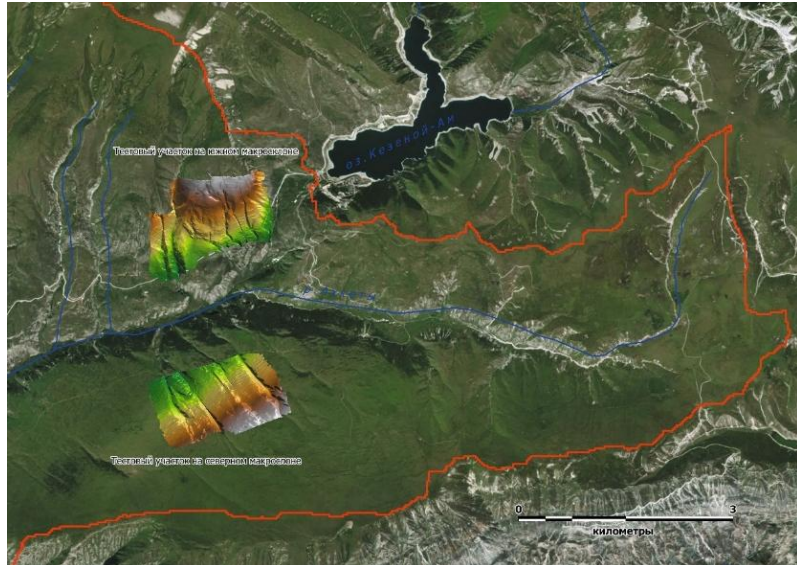 оз.Кезеной-Ам
Тестовый участок на южном макросклоне
Тестовый участок на северном макросклоне
0 3
километры